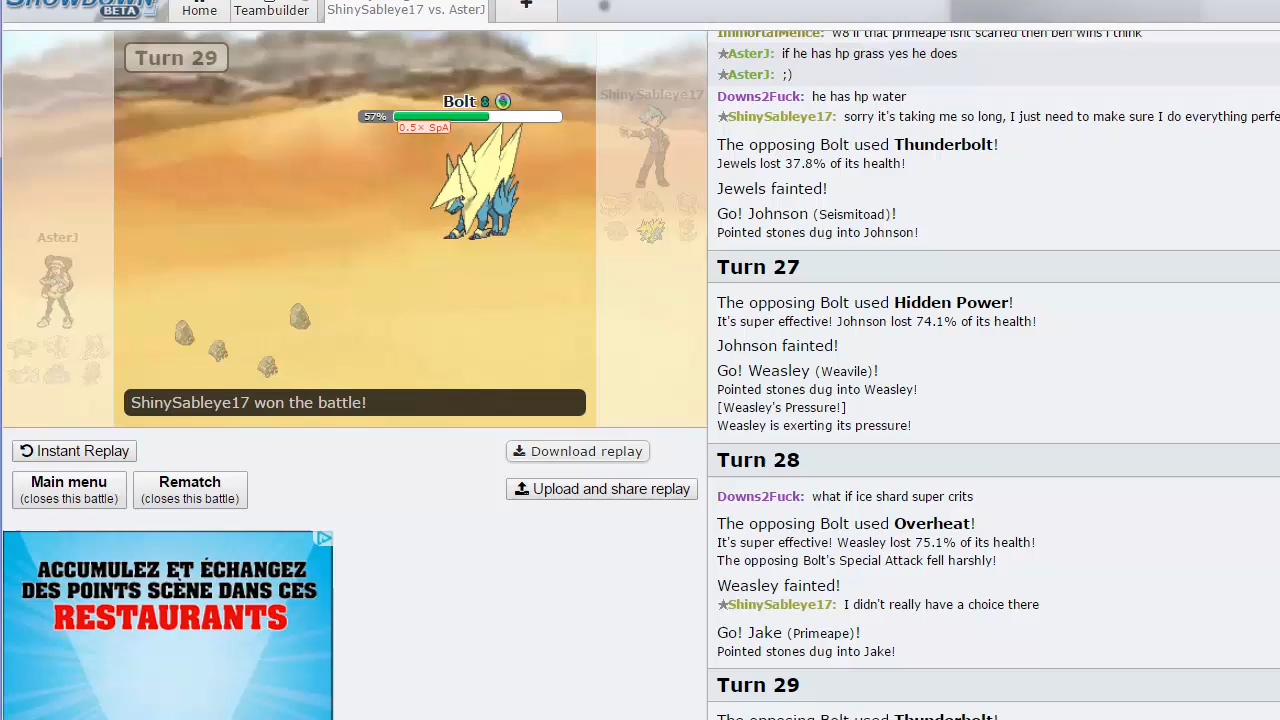 SHOWDOWN
BETA
Home
Teambuilder
ShinySableye17 vs. AsterJ
+
Turn 29
Bolt 8
57%
0.5× SpA
ShinySableye17
AsterJ
ShinySableye17 won the battle!
Instant Replay
Download replay
Main menu
(closes this battle)
Rematch
(closes this battle)
Upload and share replay
ACCUMULEZ ET ÉCHANGEZ
DES POINTS SCÈNE DANS CES
RESTAURANTS
ImmortalMence: w8 if that primeape isnt scarfed then ben wins i think
★AsterJ: if he has hp grass yes he does
★AsterJ: ;)
Downs2Fuck: he has hp water
★ShinySableye17: sorry it's taking me so long, I just need to make sure I do everything perfe
The opposing Bolt used Thunderbolt!
Jewels lost 37.8% of its health!
Jewels fainted!
Go! Johnson (Seismitoad)!
Pointed stones dug into Johnson!
Turn 27
The opposing Bolt used Hidden Power!
It's super effective! Johnson lost 74.1% of its health!
Johnson fainted!
Go! Weasley (Weavile)!
Pointed stones dug into Weasley!
[Weasley's Pressure!]
Weasley is exerting its pressure!
Turn 28
Downs2Fuck: what if ice shard super crits
The opposing Bolt used Overheat!
It's super effective! Weasley lost 75.1% of its health!
The opposing Bolt's Special Attack fell harshly!
Weasley fainted!
★ShinySableye17: I didn't really have a choice there
Go! Jake (Primeape)!
Pointed stones dug into Jake!
Turn 29
The opposing Bolt used Thunderbolt!